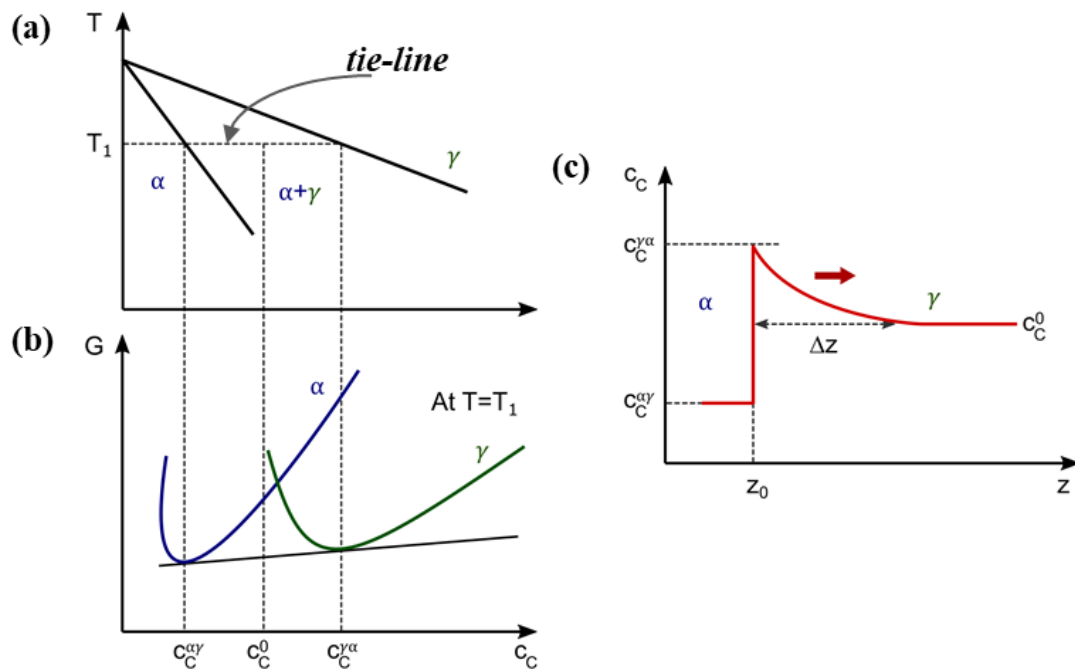 (a)
T
tie-line
T₁
α
α+γ
γ
(b)
G
α
At T=T₁
γ
c_C^{αγ} c_C^0 c_C^{γα} c_C
(c)
c_C
c_C^{γα}
α
γ
Δz
c_C^0
c_C^{αγ}
z₀
z